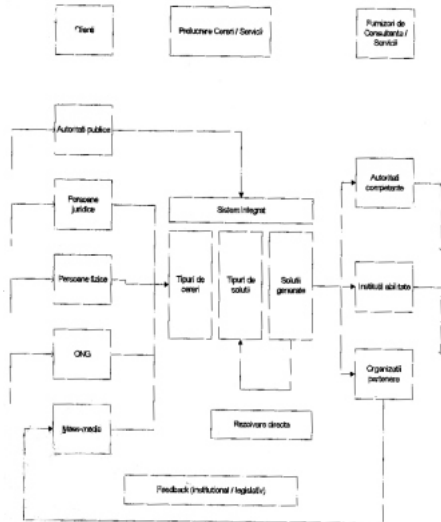 Clienti
Prelucrare Cereri / Servicii
Furnizori de
Consultanta /
Servicii
Autoritati publice
Persoane
juridice
Persoane fizice
ONG
Mass-media
Sistem Integrat
Tipuri de
cereri
Tipuri de
solutii
Solutii
generate
Rezolvare directa
Autoritati
competente
Institutii abilitate
Organizatii
partenere
Feedback (institutional / legislativ)